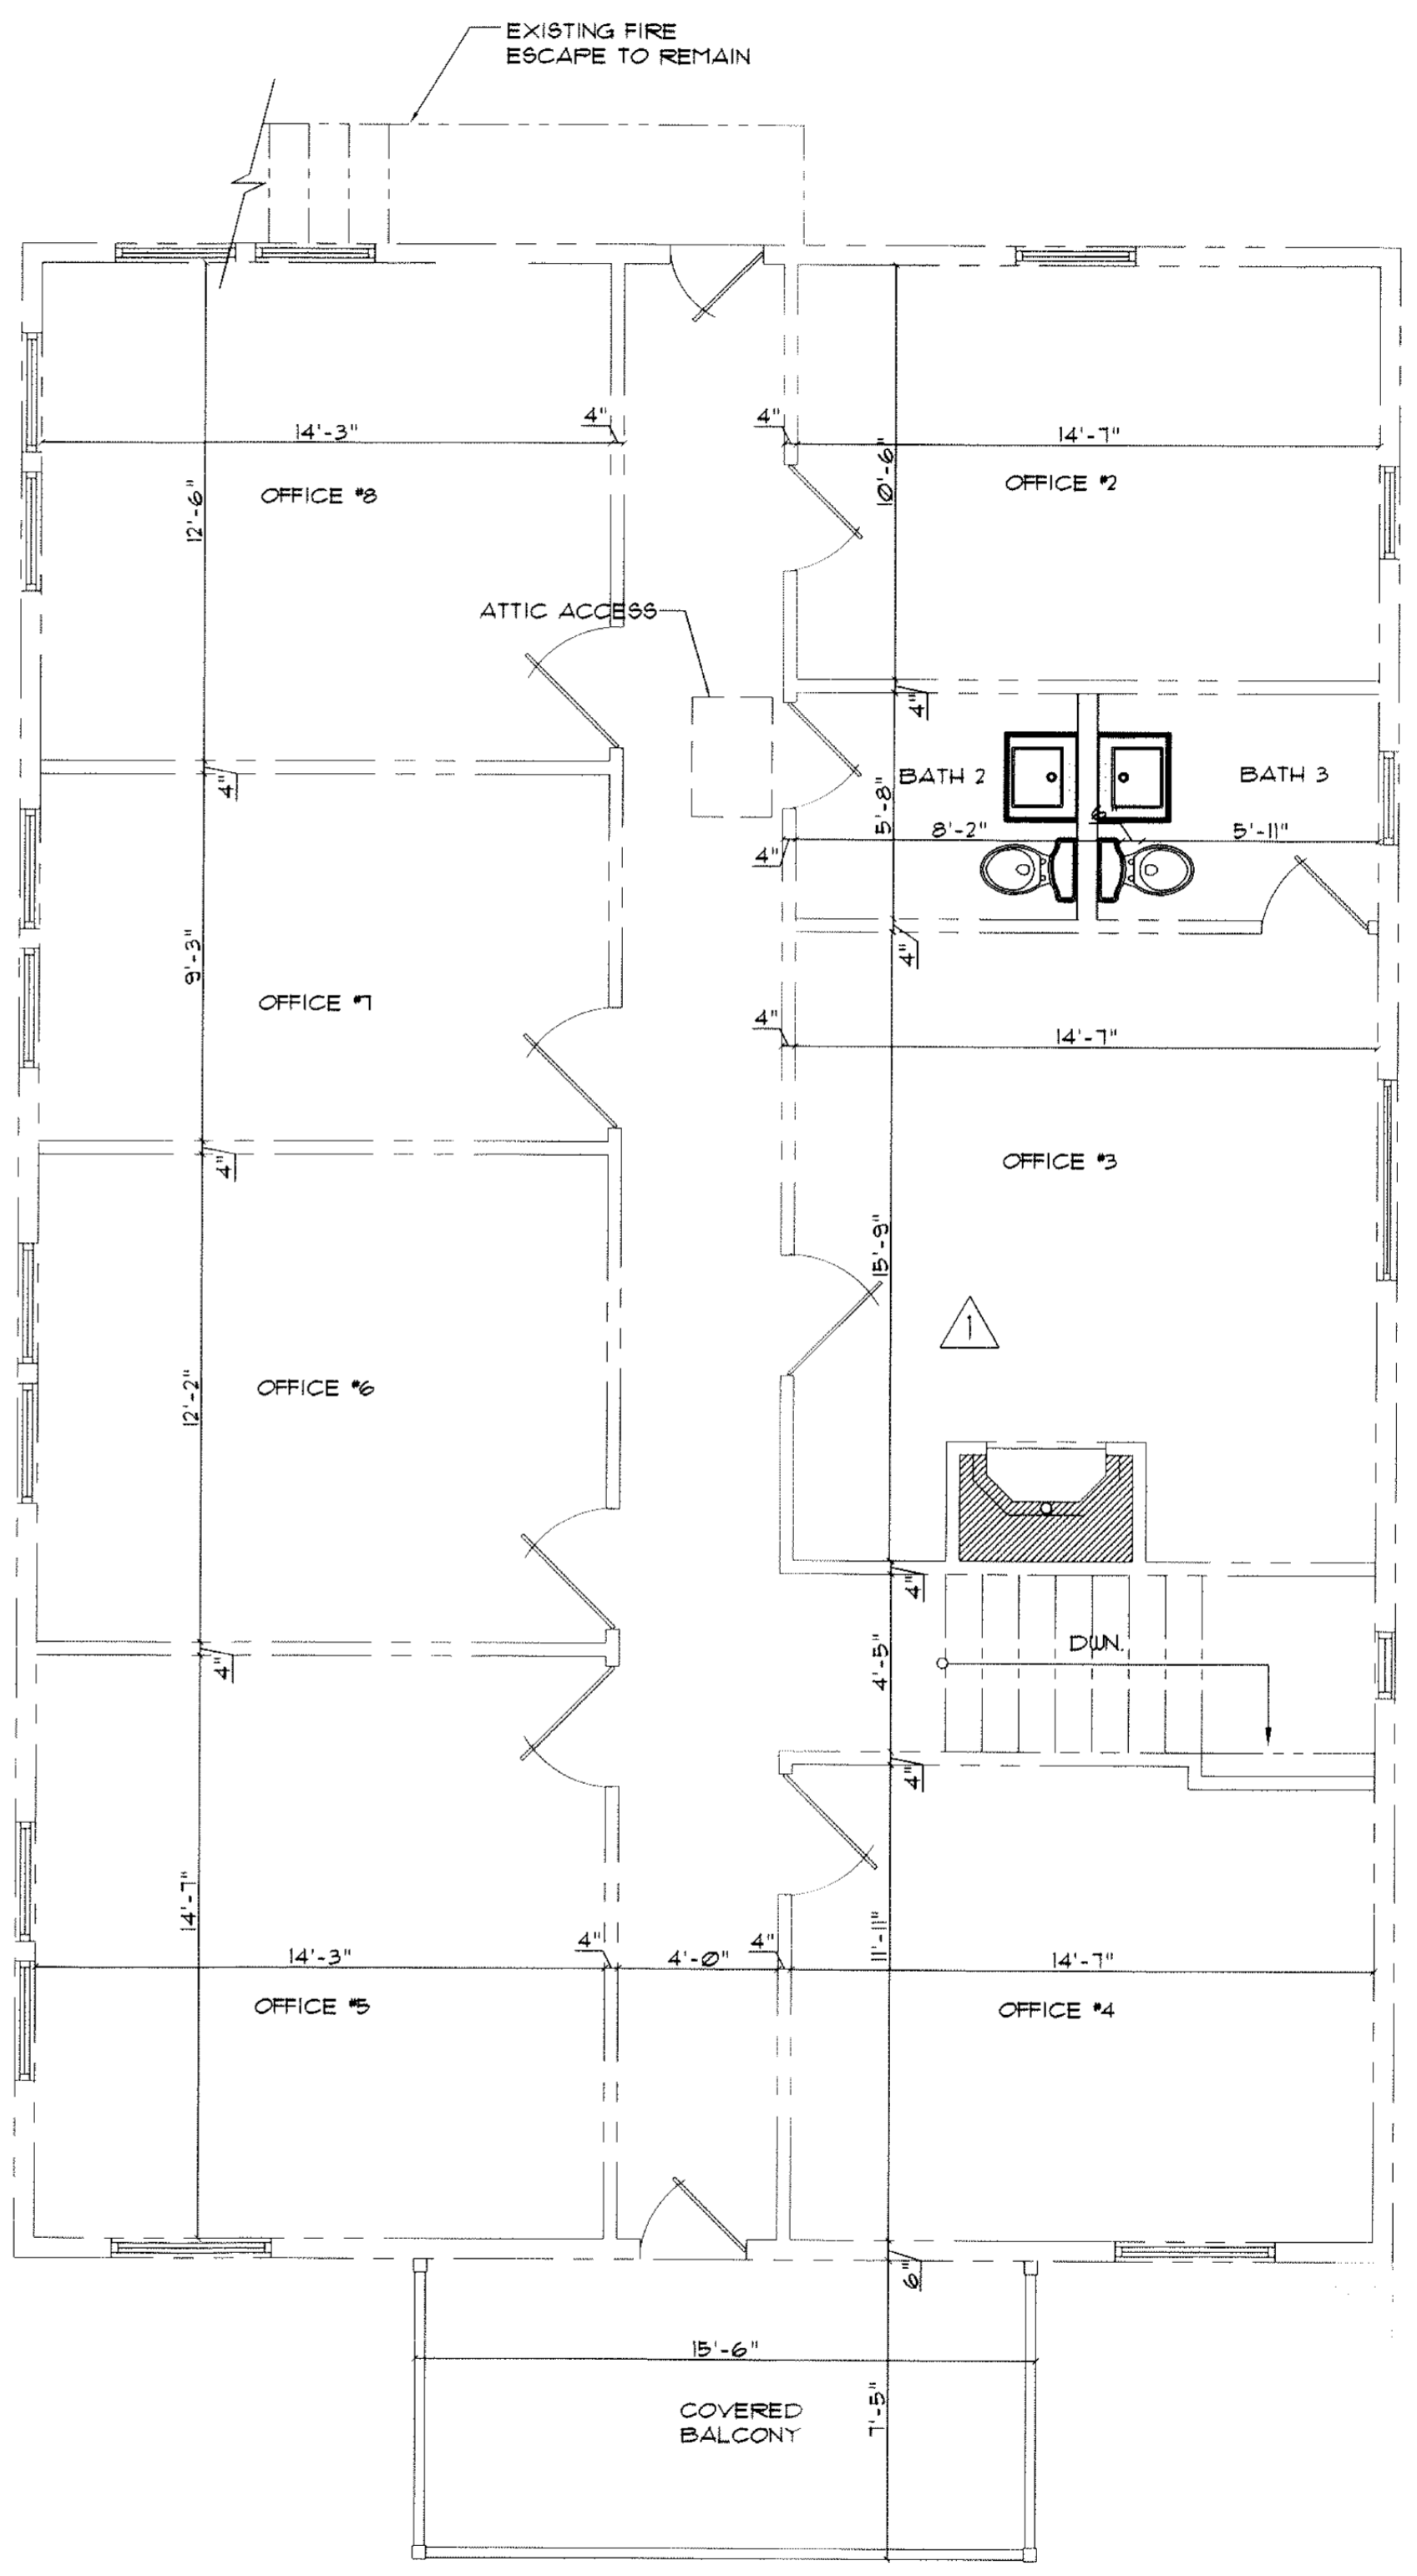 EXISTING FIRE
ESCAPE TO REMAIN
14'-3"
4"
4"
14'-7"
12'-6"
OFFICE #8
10'-6"
OFFICE #2
ATTIC ACCESS
4"
4"
BATH 2
BATH 3
5'-8"
8'-2"
6"
5'-11"
4"
4"
9'-3"
OFFICE #7
4"
14'-7"
4"
OFFICE #3
15'-9"
1
12'-2"
OFFICE #6
4"
4"
DWN.
4'-5"
4"
14'-7"
11'-11"
14'-3"
4"
4'-0"
4"
14'-7"
OFFICE #5
OFFICE #4
6"
15'-6"
7'-5"
COVERED
BALCONY